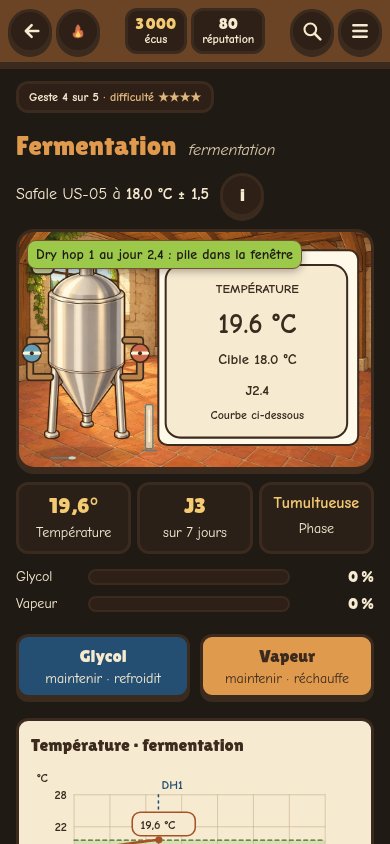 3 000
écus
80
réputation
Geste 4 sur 5 · difficulté ★★★★
Fermentation fermentation
Safale US-05 à 18,0 °C ± 1,5
i
Dry hop 1 au jour 2,4 : pile dans la fenêtre
TEMPÉRATURE
19.6 °C
Cible 18.0 °C
J2.4
Courbe ci-dessous
19,6°
Température
J3
sur 7 jours
Tumultueuse
Phase
Glycol 0 %
Vapeur 0 %
Glycol
maintenir · refroidit
Vapeur
maintenir · réchauffe
Température · fermentation
°C
DH1
28
19,6 °C
22